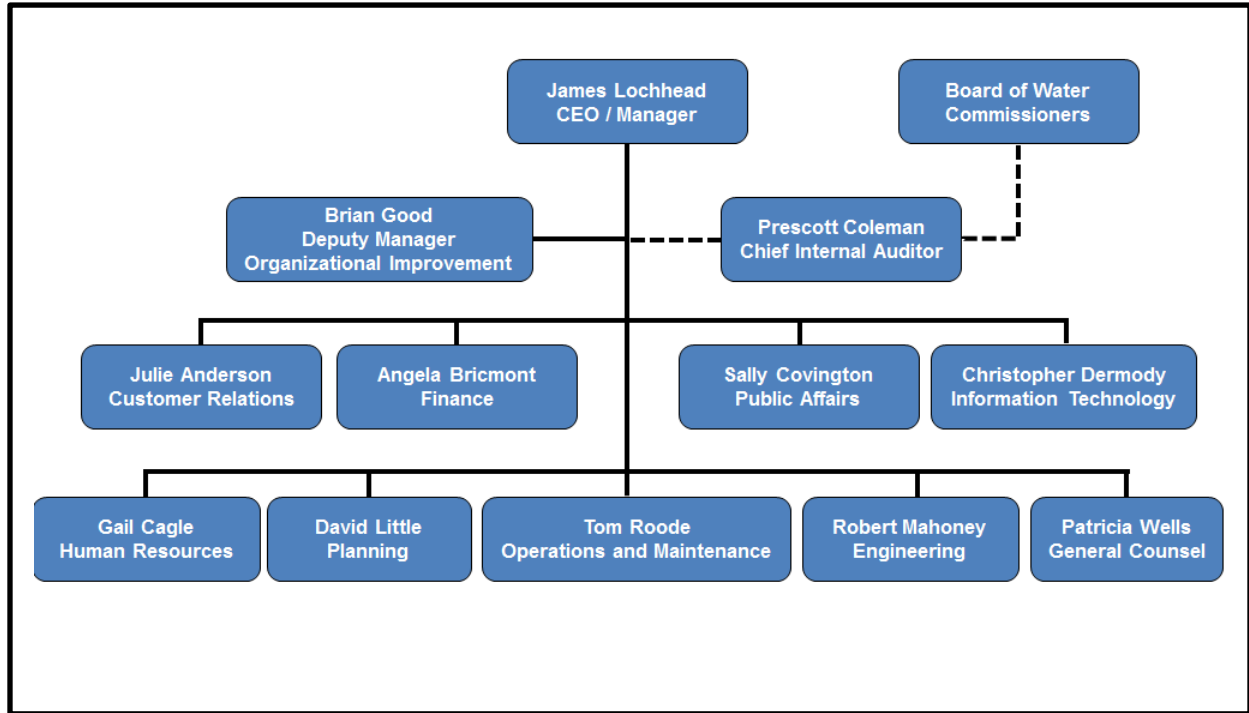 James Lochhead
CEO / Manager
Board of Water
Commissioners
Brian Good
Deputy Manager
Organizational Improvement
Prescott Coleman
Chief Internal Auditor
Julie Anderson
Customer Relations
Angela Bricmont
Finance
Sally Covington
Public Affairs
Christopher Dermody
Information Technology
Gail Cagle
Human Resources
David Little
Planning
Tom Roode
Operations and Maintenance
Robert Mahoney
Engineering
Patricia Wells
General Counsel